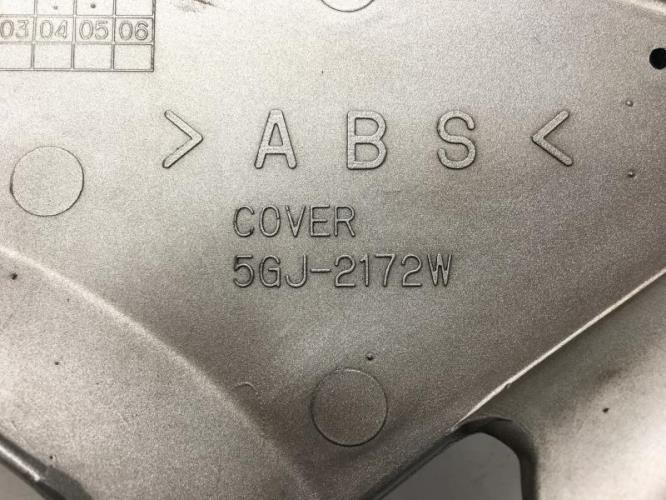 03 04 05 06
> A B S <
COVER
5GJ-2172W